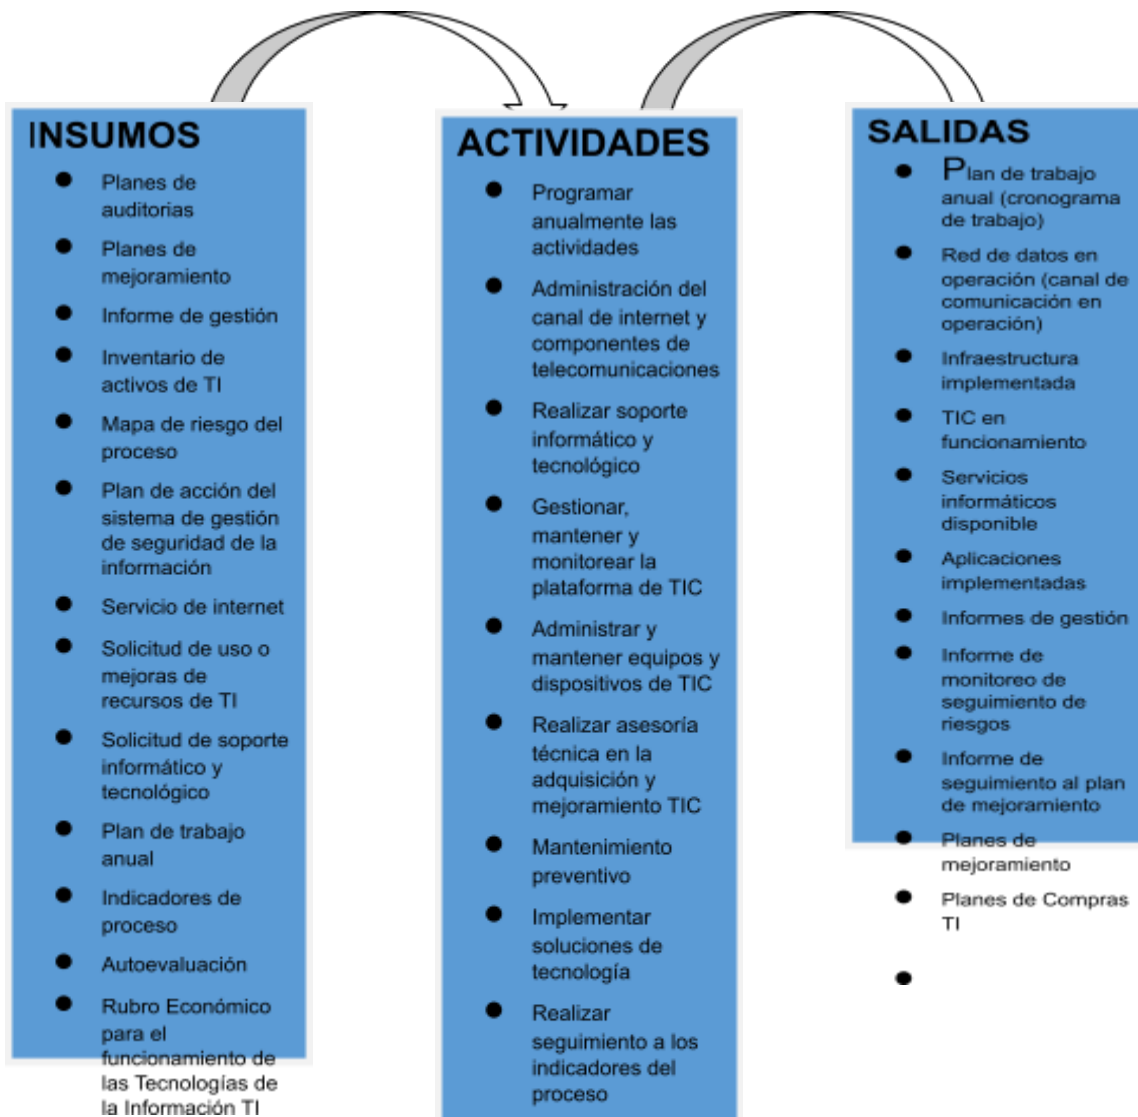 INSUMOS
● Planes de
auditorias
● Planes de
mejoramiento
● Informe de gestión
● Inventario de
activos de TI
● Mapa de riesgo del
proceso
● Plan de acción del
sistema de gestión
de seguridad de la
información
● Servicio de internet
● Solicitud de uso o
mejoras de
recursos de TI
● Solicitud de soporte
informático y
tecnológico
● Plan de trabajo
anual
● Indicadores de
proceso
● Autoevaluación
● Rubro Económico
para el
funcionamiento de
las Tecnologías de
la Información TI
ACTIVIDADES
● Programar
anualmente las
actividades
● Administración del
canal de internet y
componentes de
telecomunicaciones
● Realizar soporte
informático y
tecnológico
● Gestionar,
mantener y
monitorear la
plataforma de TIC
● Administrar y
mantener equipos y
dispositivos de TIC
● Realizar asesoría
técnica en la
adquisición y
mejoramiento TIC
● Mantenimiento
preventivo
● Implementar
soluciones de
tecnología
● Realizar
seguimiento a los
indicadores del
proceso
SALIDAS
● Plan de trabajo
anual (cronograma
de trabajo)
● Red de datos en
operación (canal de
comunicación en
operación)
● Infraestructura
implementada
● TIC en
funcionamiento
● Servicios
informáticos
disponible
● Aplicaciones
implementadas
● Informes de gestión
● Informe de
monitoreo de
seguimiento de
riesgos
● Informe de
seguimiento al plan
de mejoramiento
● Planes de
mejoramiento
● Planes de Compras
TI
●